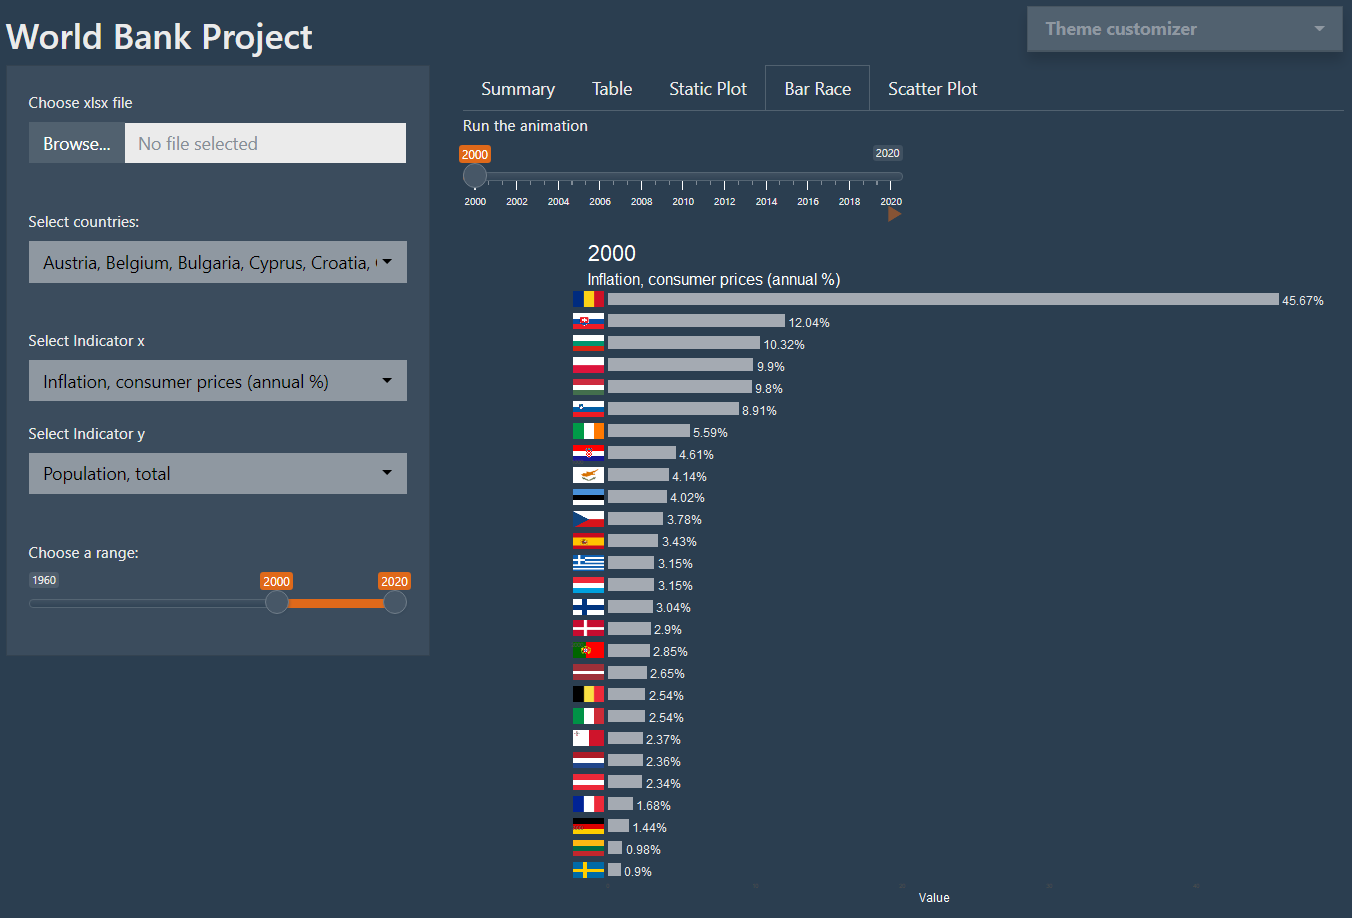 World Bank Project
Theme customizer
Choose xlsx file
Browse... No file selected
Select countries:
Austria, Belgium, Bulgaria, Cyprus, Croatia,
Select Indicator x
Inflation, consumer prices (annual %)
Select Indicator y
Population, total
Choose a range:
1960 2000 2020
Summary Table Static Plot Bar Race Scatter Plot
Run the animation
2000 2020
2000 2002 2004 2006 2008 2010 2012 2014 2016 2018 2020
2000
Inflation, consumer prices (annual %)
45.67%
12.04%
10.32%
9.9%
9.8%
8.91%
5.59%
4.61%
4.14%
4.02%
3.78%
3.43%
3.15%
3.15%
3.04%
2.9%
2.85%
2.65%
2.54%
2.54%
2.37%
2.36%
2.34%
1.68%
1.44%
0.98%
0.9%
Value